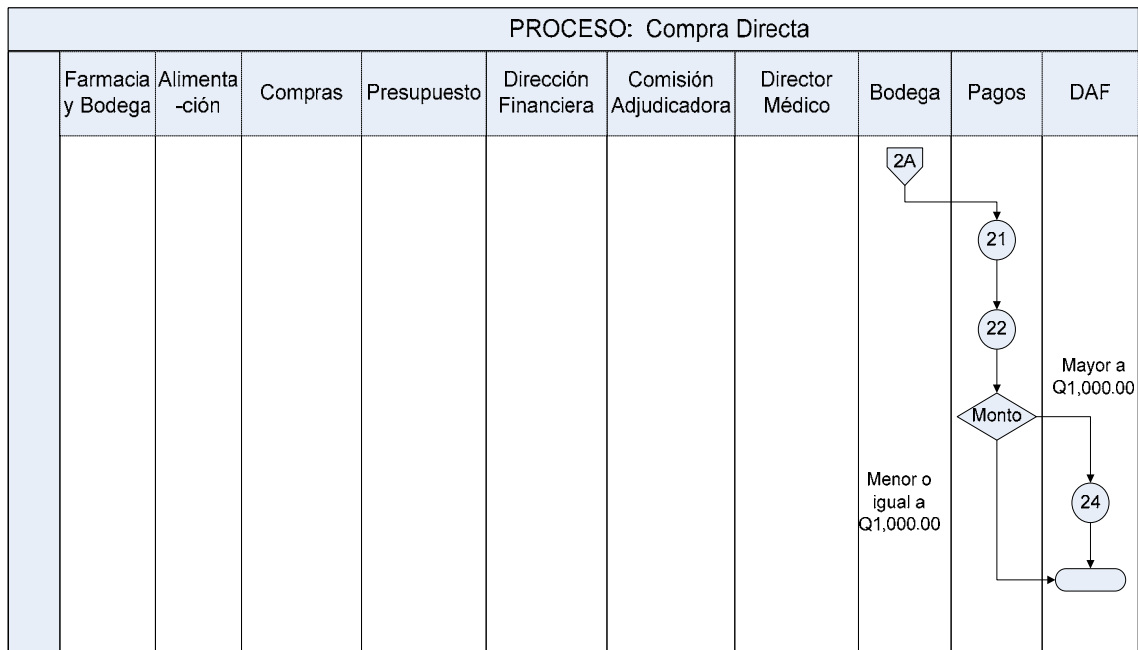 PROCESO: Compra Directa
Farmacia
y Bodega
Alimenta
-ción
Compras
Presupuesto
Dirección
Financiera
Comisión
Adjudicadora
Director
Médico
Bodega
Pagos
DAF
2A
21
22
Mayor a
Q1,000.00
Monto
Menor o
igual a
Q1,000.00
24